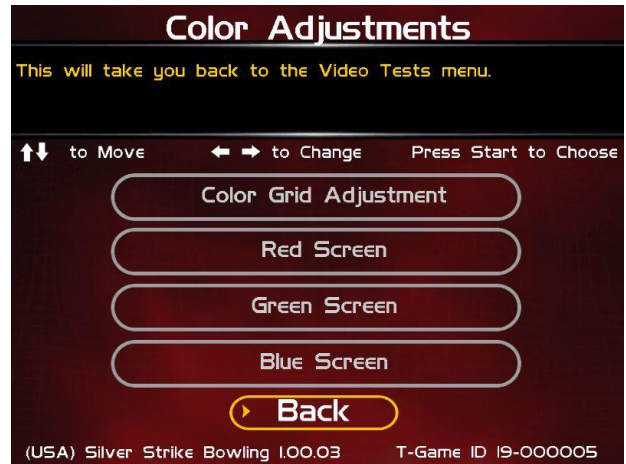 Color Adjustments
This will take you back to the Video Tests menu.
to Move to Change Press Start to Choose
Color Grid Adjustment
Red Screen
Green Screen
Blue Screen
Back
(USA) Silver Strike Bowling 1.00.03 T-Game ID 19-000005